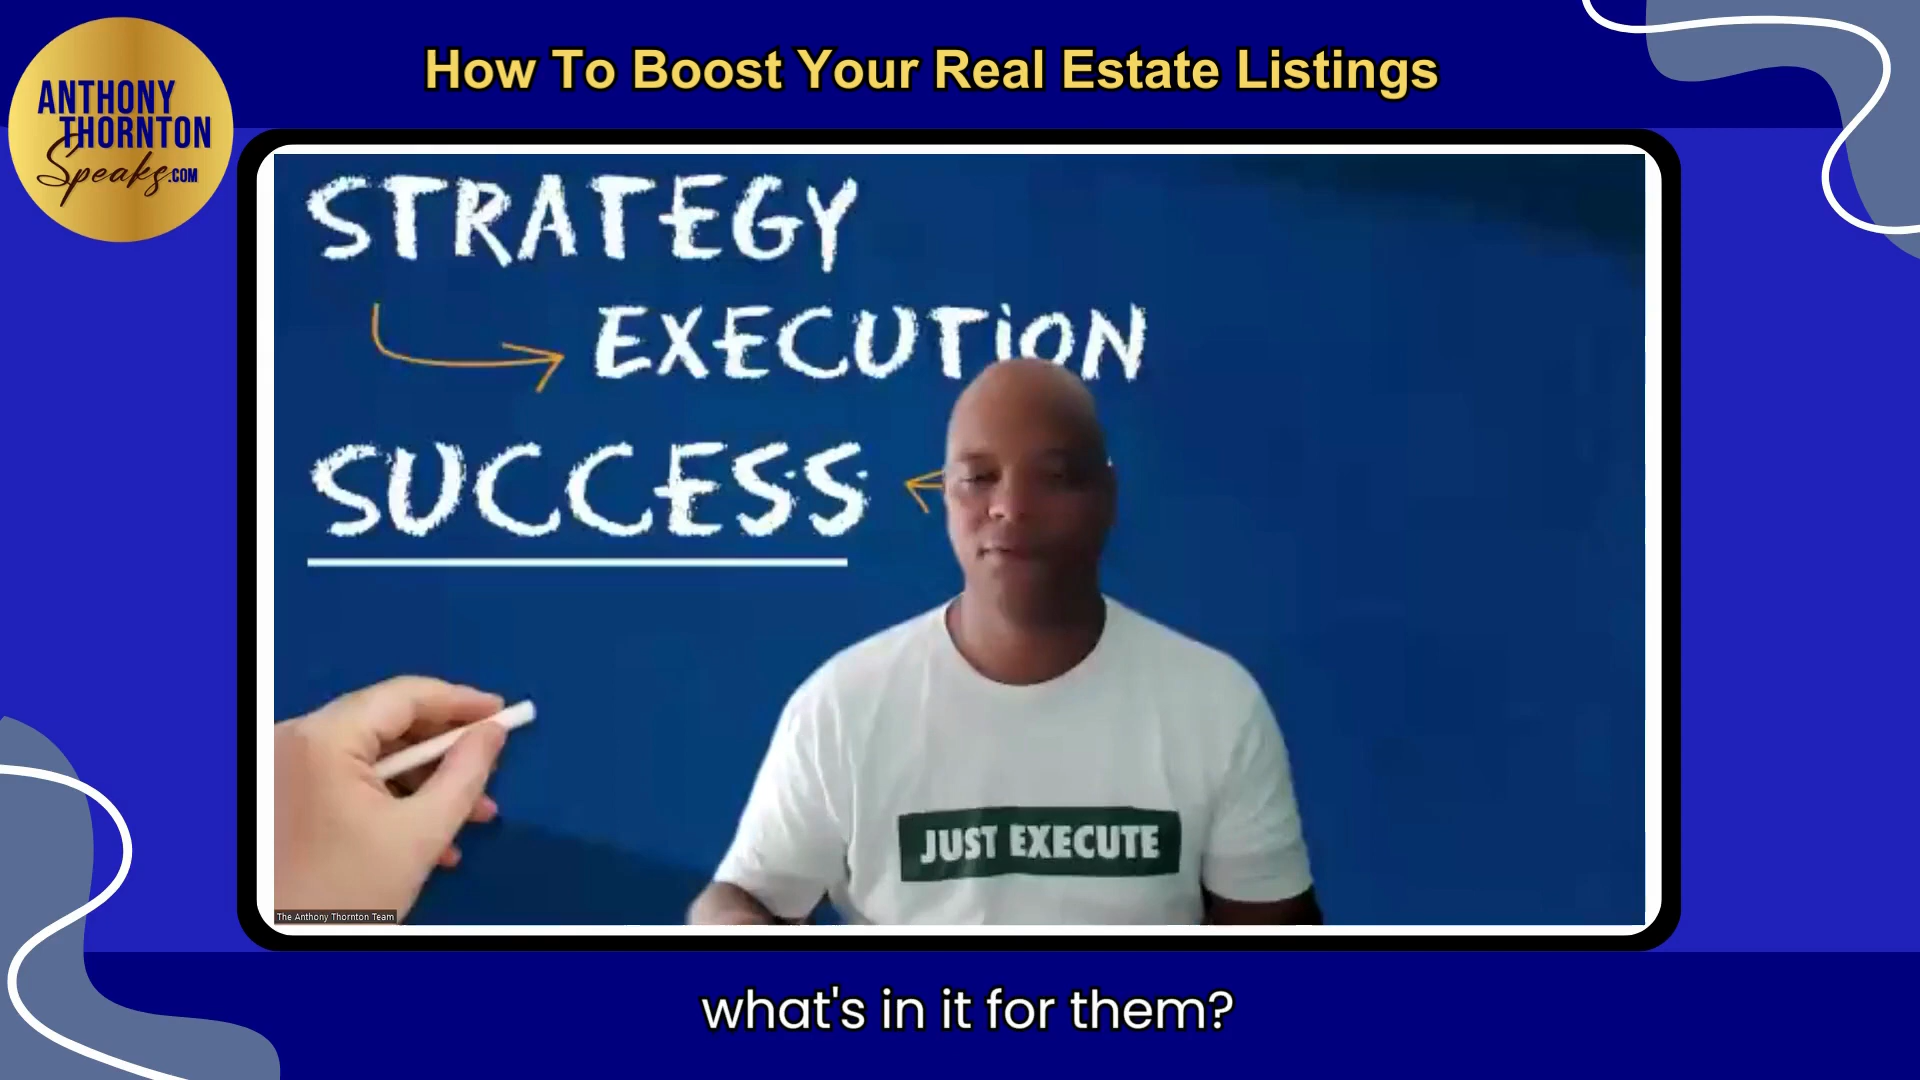 How To Boost Your Real Estate Listings
ANTHONY
THORNTON
Speaks.COM
STRATEGY
EXECUTiON
SUCCESS
JUST EXECUTE
The Anthony Thornton Team
what's in it for them?